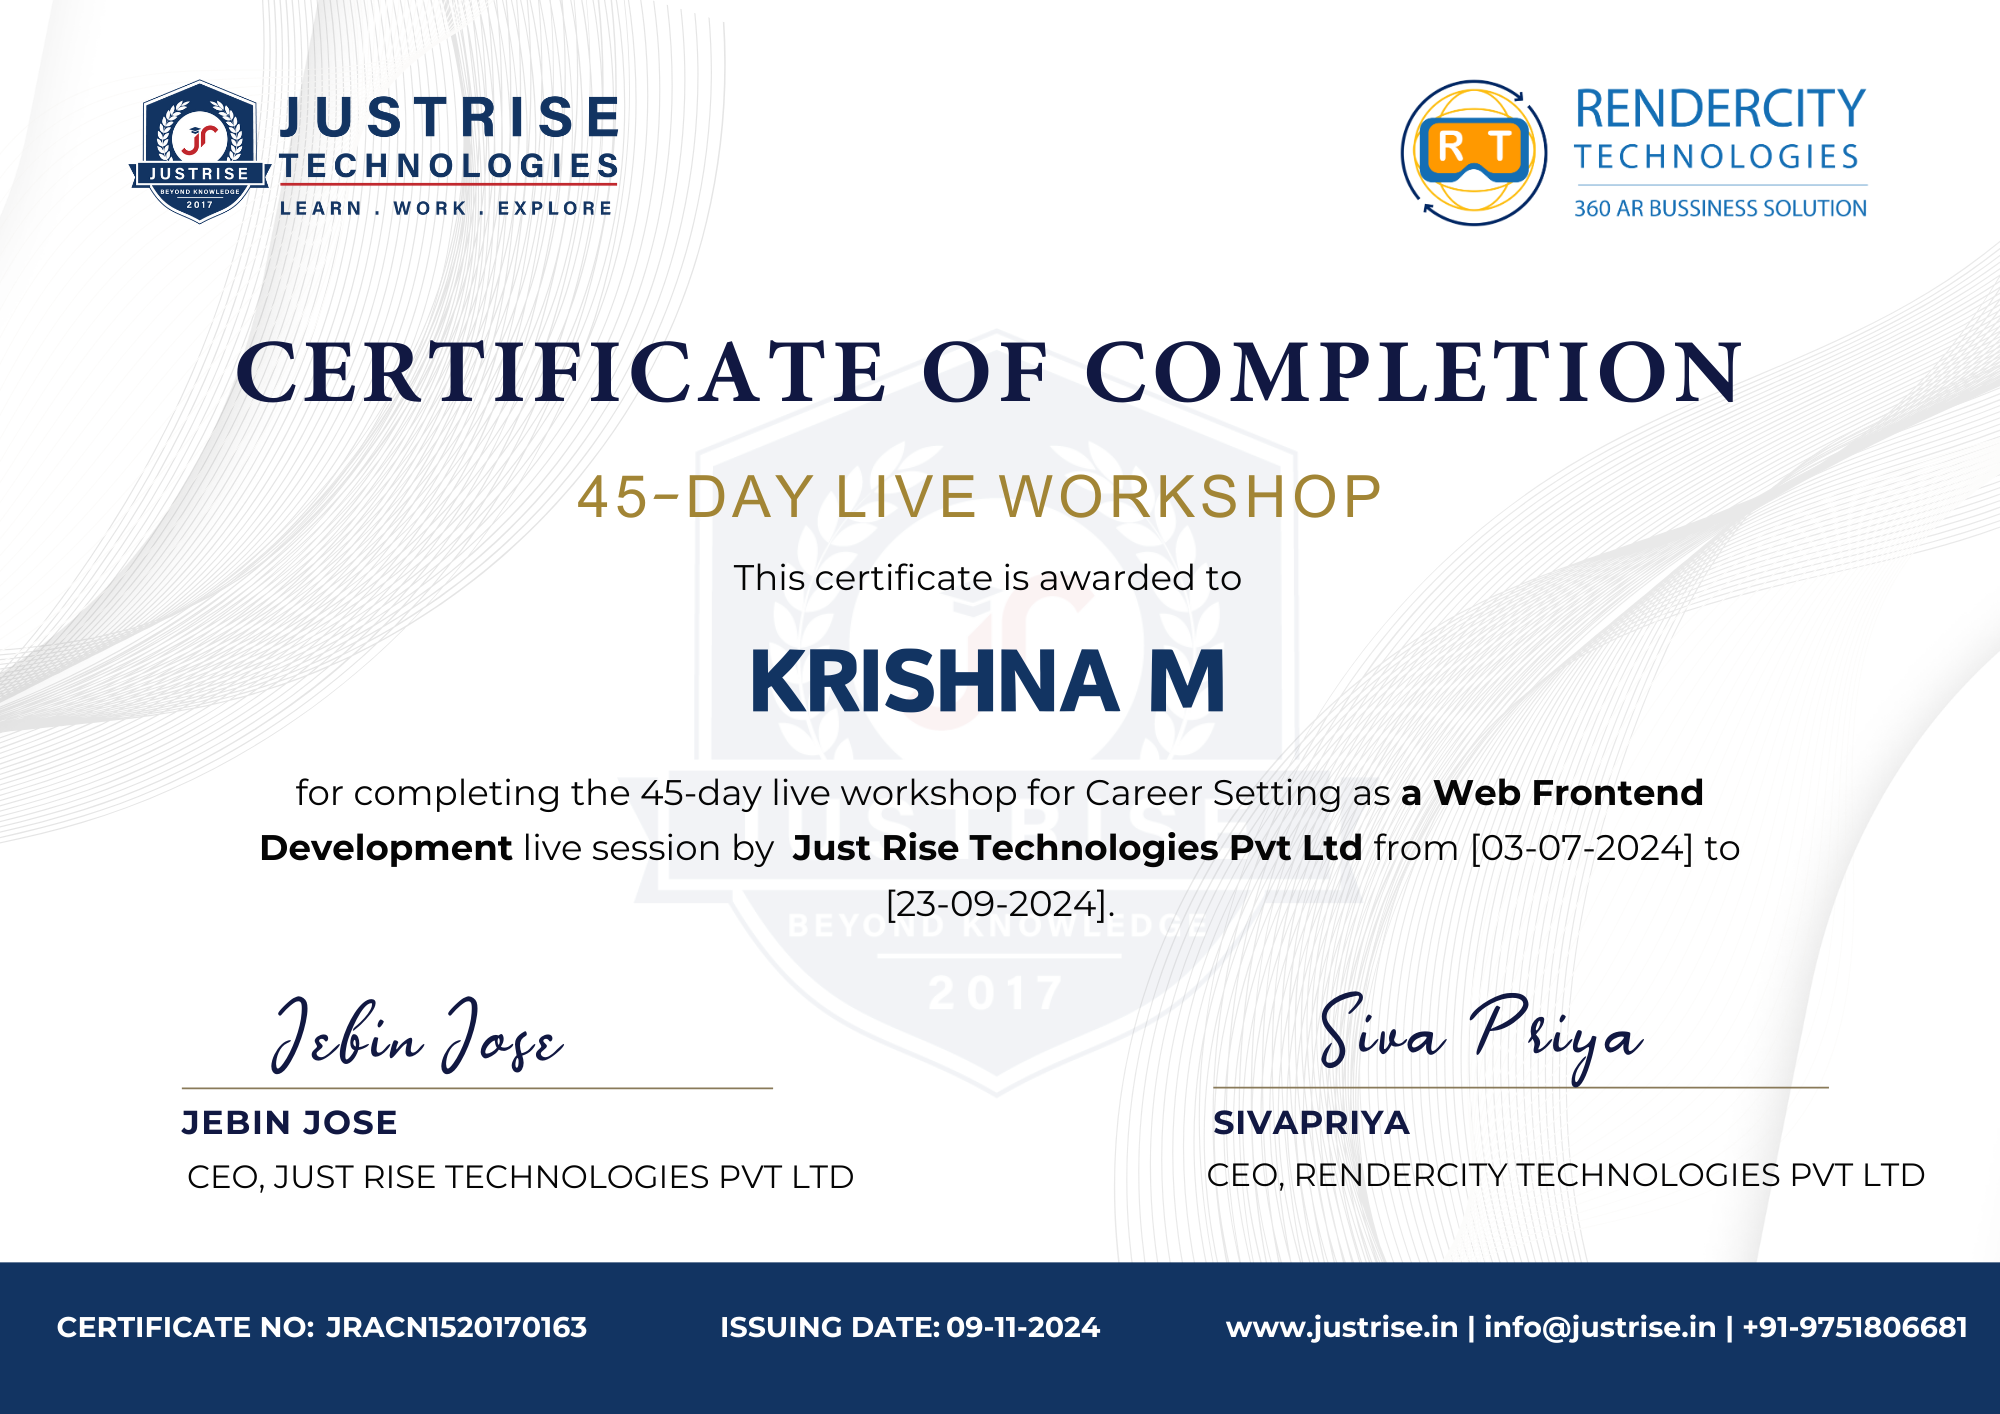 JUSTRISE
TECHNOLOGIES
LEARN . WORK . EXPLORE
JUSTRISE
BEYOND KNOWLEDGE
2017
RT
RENDERCITY
TECHNOLOGIES
360 AR BUSSINESS SOLUTION
CERTIFICATE OF COMPLETION
45-DAY LIVE WORKSHOP
This certificate is awarded to
KRISHNA M
for completing the 45-day live workshop for Career Setting as a Web Frontend
Development live session by Just Rise Technologies Pvt Ltd from [03-07-2024] to
[23-09-2024].
JUSTRISE
BEYOND KNOWLEDGE
2017
Jebin Jose
JEBIN JOSE
CEO, JUST RISE TECHNOLOGIES PVT LTD
Siva Priya
SIVAPRIYA
CEO, RENDERCITY TECHNOLOGIES PVT LTD
CERTIFICATE NO: JRACN1520170163
ISSUING DATE: 09-11-2024
www.justrise.in | info@justrise.in | +91-9751806681